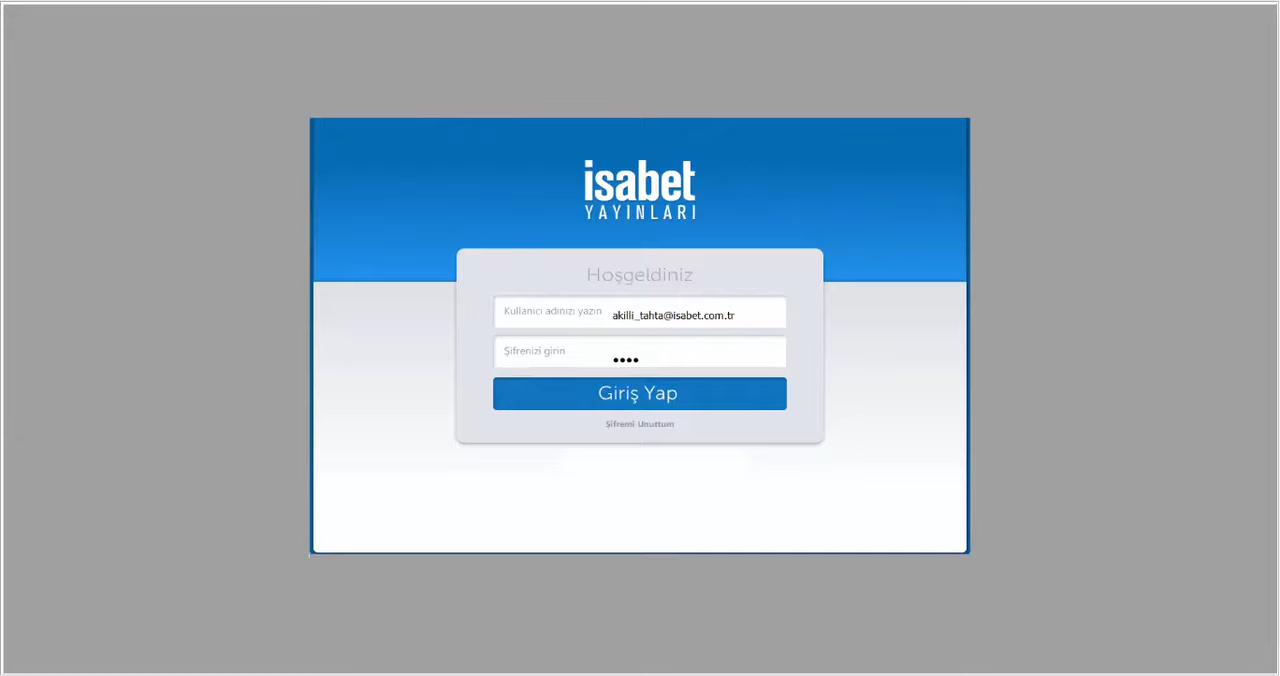 isabet
YAYINLARI
Hoşgeldiniz
Kullanıcı adınızı yazın akilli_tahta@isabet.com.tr
Şifrenizi girin ••••
Giriş Yap
Şifremi Unuttum